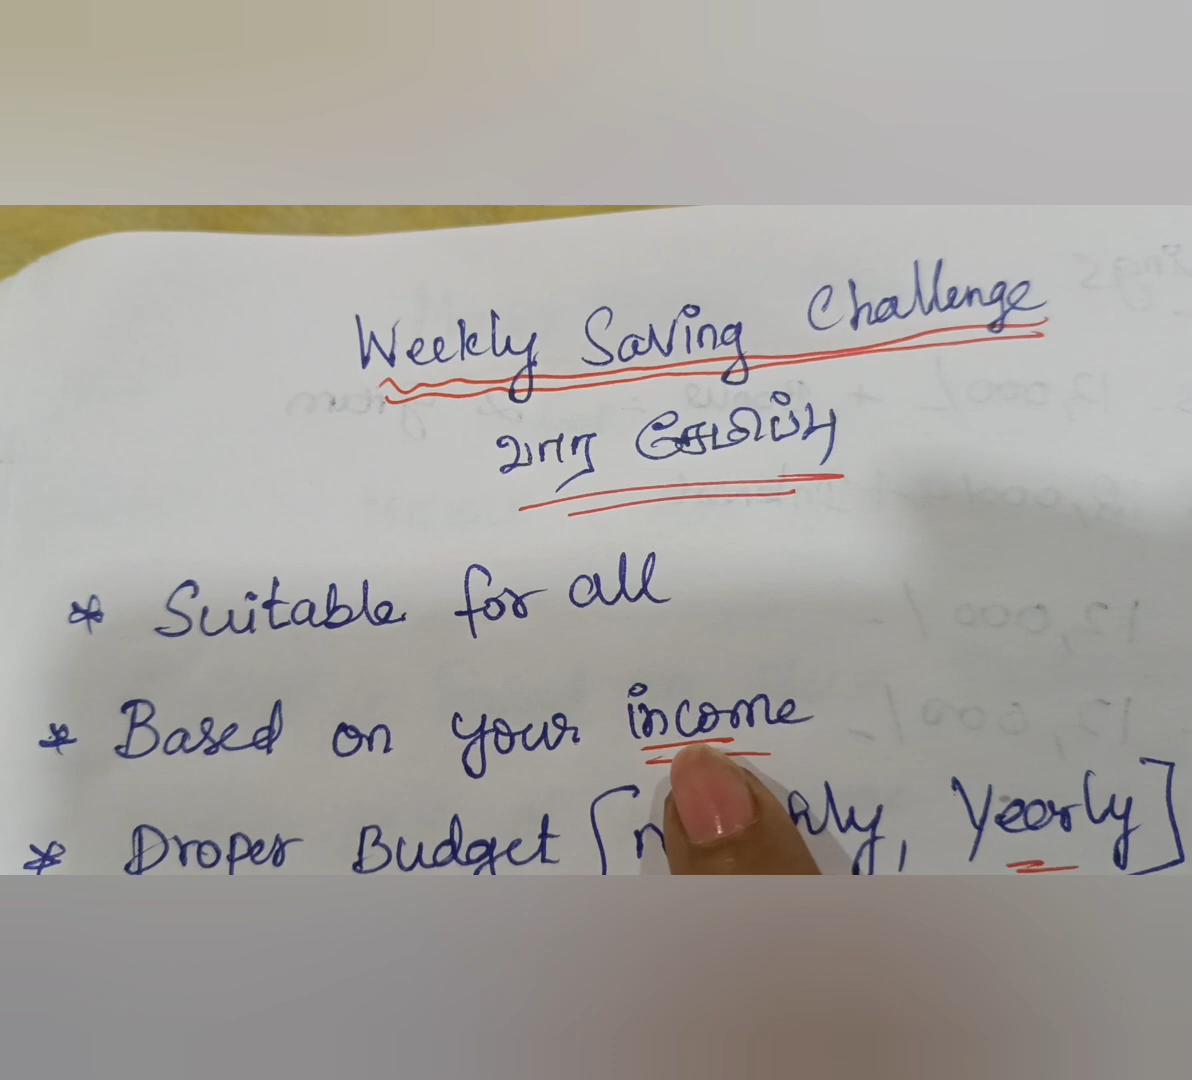 Weekly Saving Challenge
வார சேமிப்பு
* Suitable for all
* Based on your income
* Proper Budget [ , Yearly]